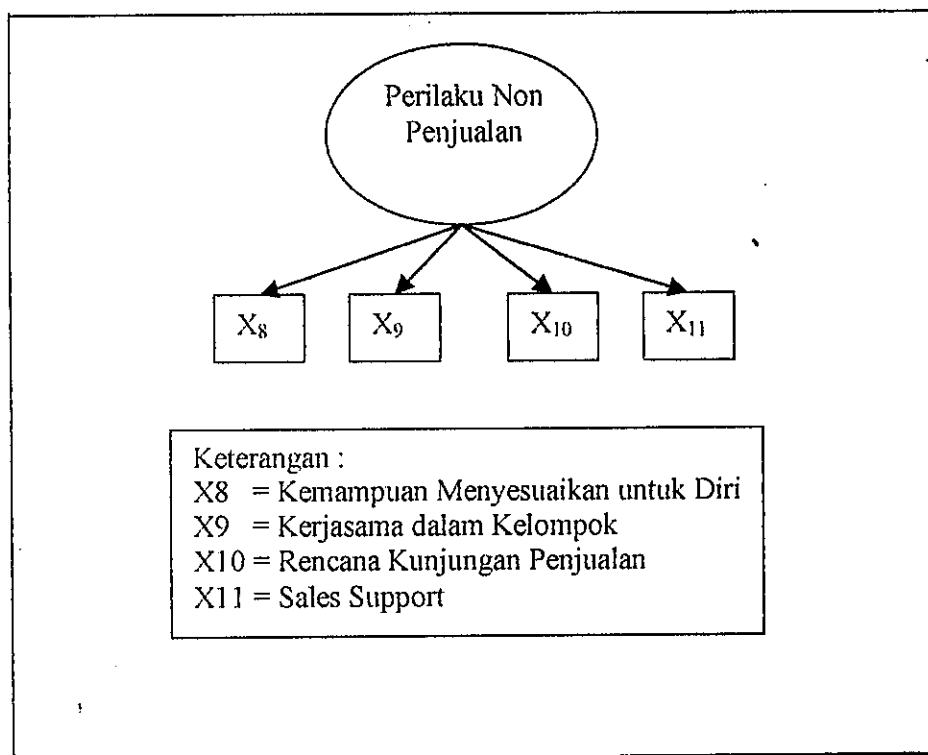 Perilaku Non
Penjualan
X₈ X₉ X₁₀ X₁₁
Keterangan :
X8 = Kemampuan Menyesuaikan untuk Diri
X9 = Kerjasama dalam Kelompok
X10 = Rencana Kunjungan Penjualan
X11 = Sales Support